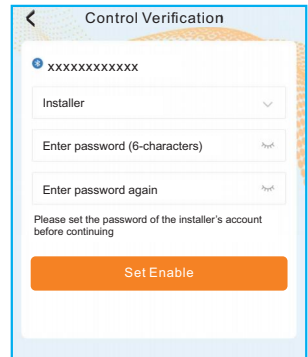 Control Verification
xxxxxxxxxxxx
Installer
Enter password (6-characters)
Enter password again
Please set the password of the installer's account
before continuing
Set Enable